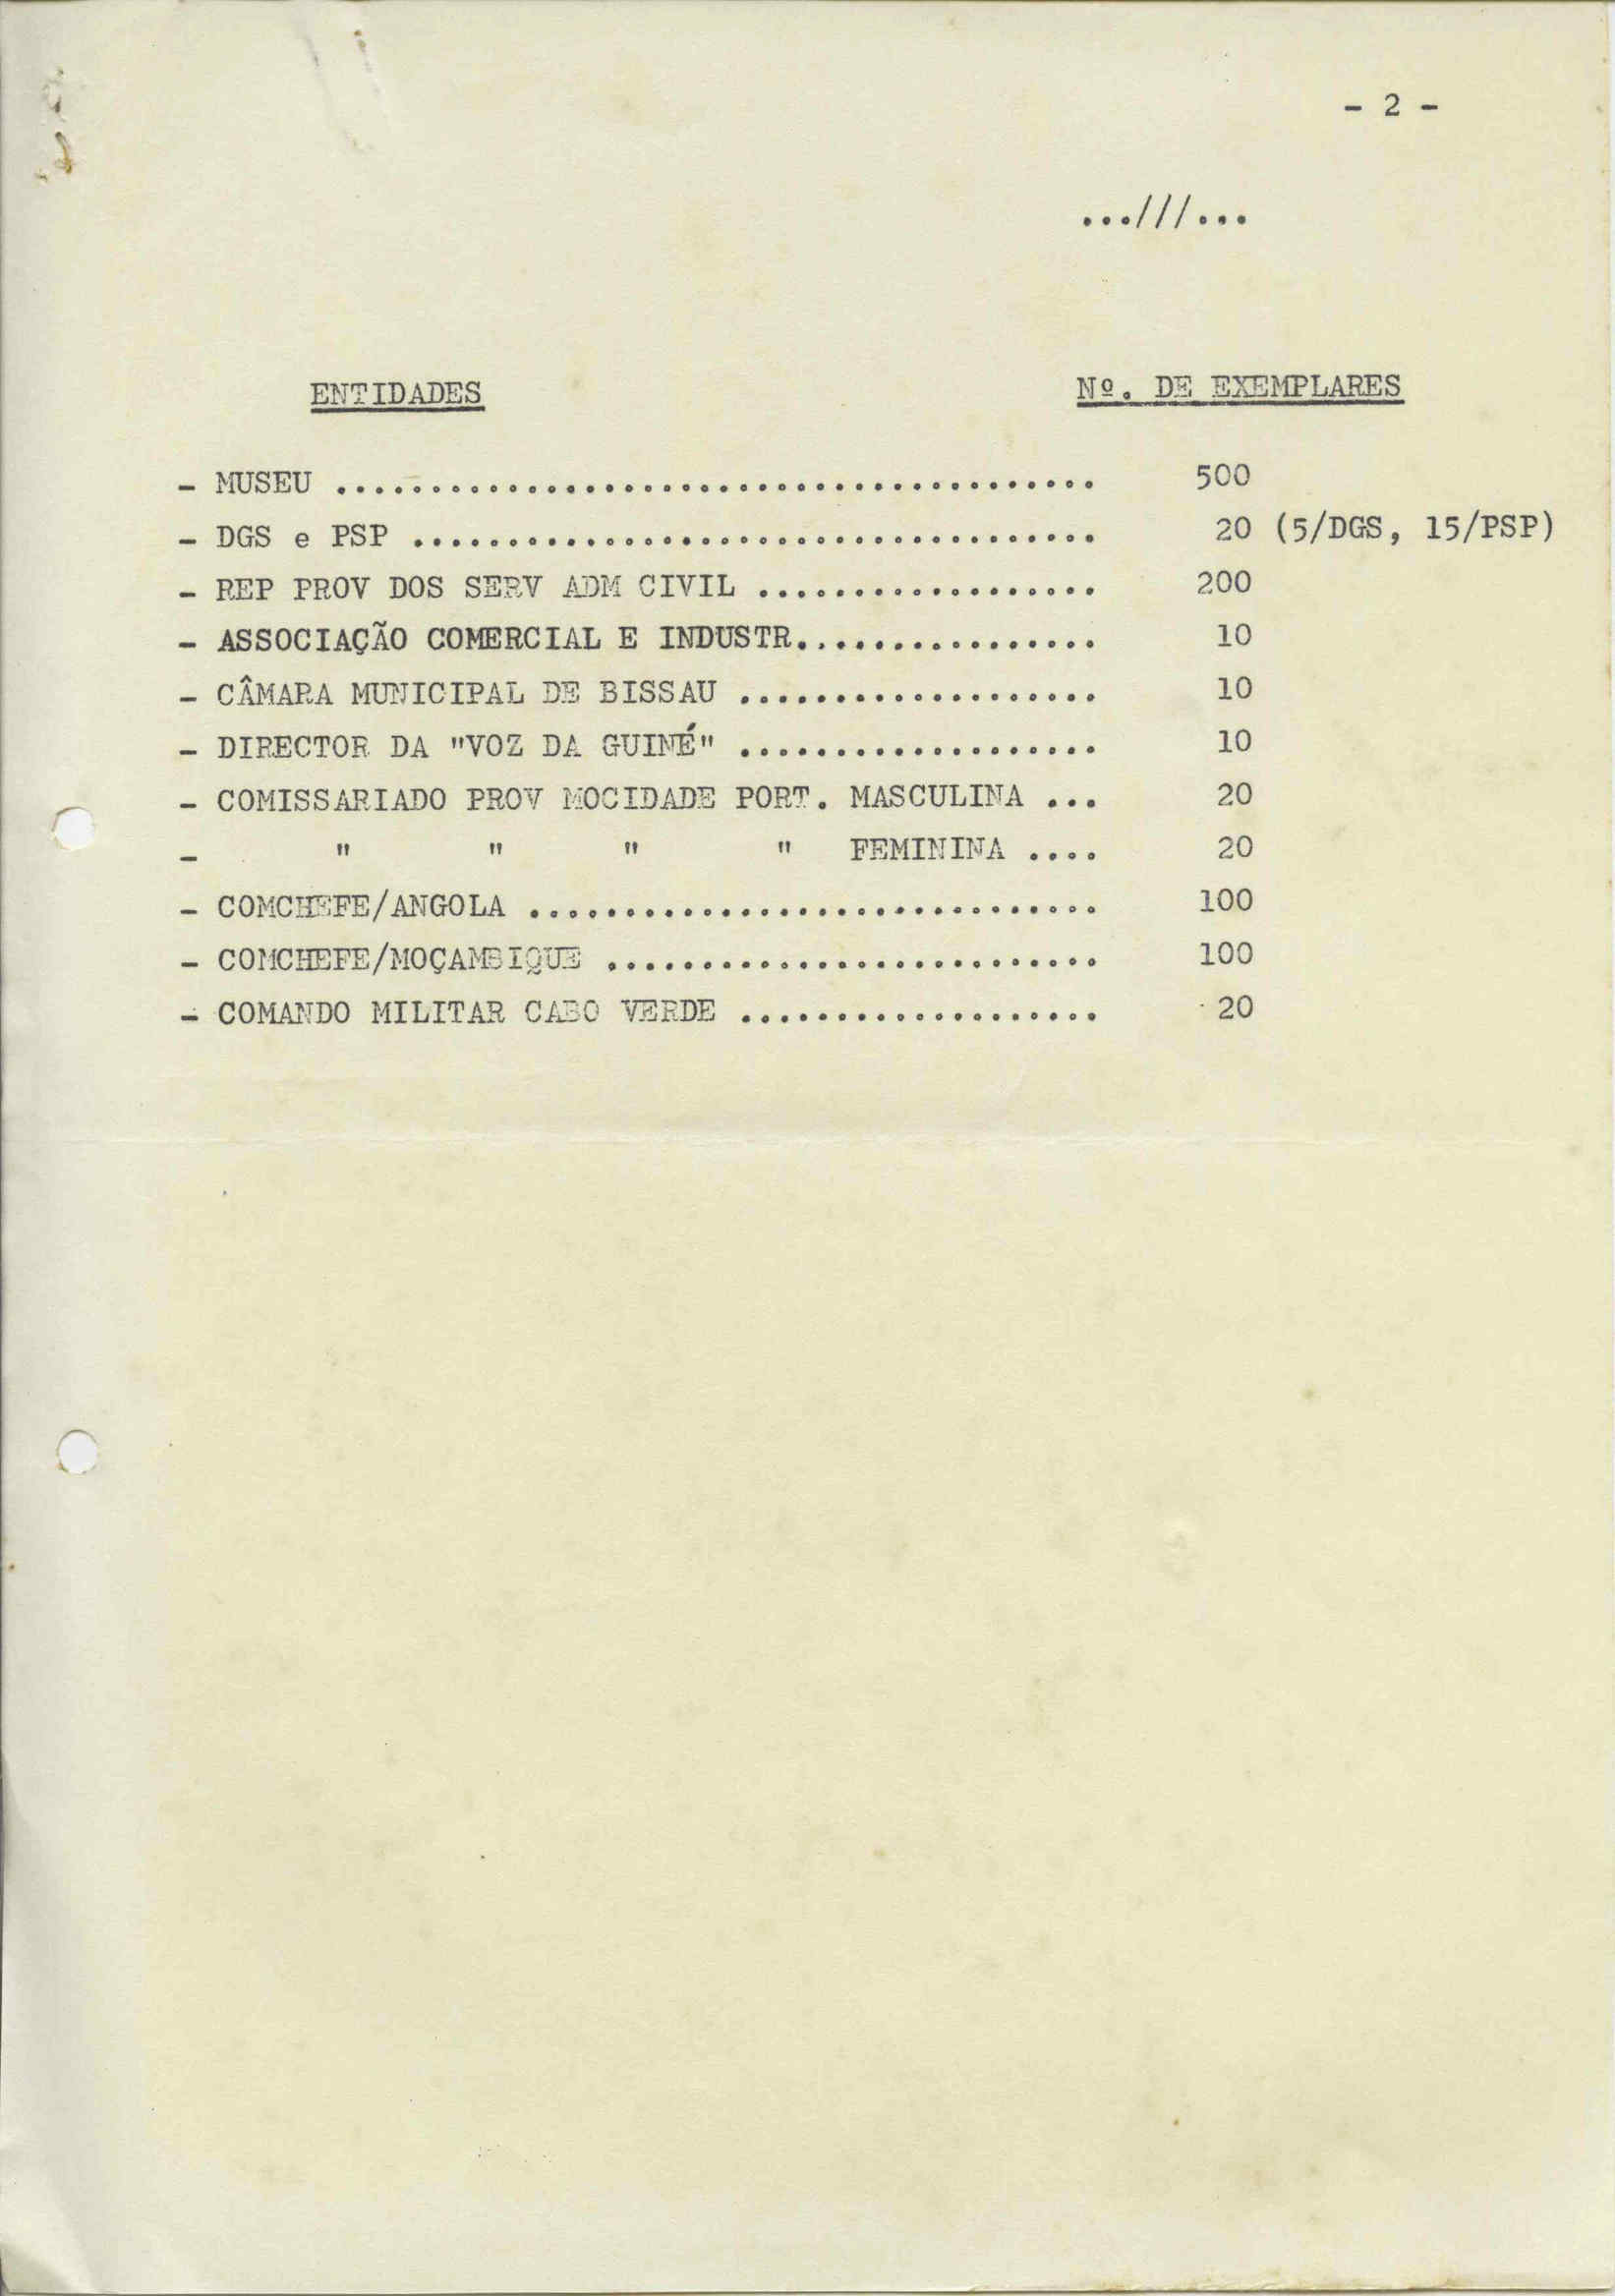 - 2 -
...///...
ENTIDADES Nº. DE EXEMPLARES
- MUSEU ........................................ 500
- DGS e PSP .................................... 20 (5/DGS, 15/PSP)
- REP PROV DOS SERV ADM CIVIL .................. 200
- ASSOCIAÇÃO COMERCIAL E INDUSTR................ 10
- CÂMARA MUNICIPAL DE BISSAU ................... 10
- DIRECTOR DA "VOZ DA GUINÉ" ................... 10
- COMISSARIADO PROV MOCIDADE PORT. MASCULINA ... 20
- " " " " FEMININA .... 20
- COMCHEFE/ANGOLA .............................. 100
- COMCHEFE/MOÇAMBIQUE .......................... 100
- COMANDO MILITAR CABO VERDE ................... 20